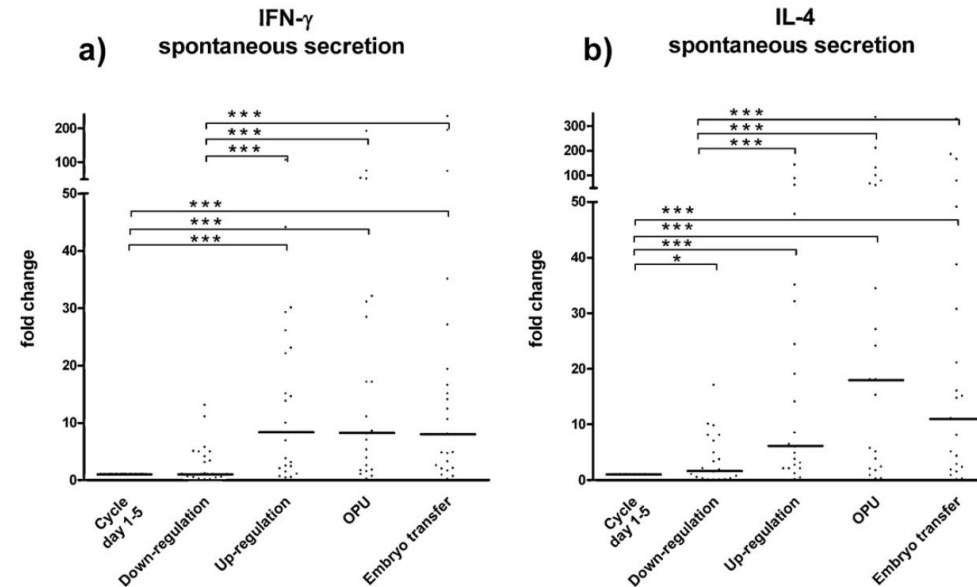 IFN-γ
spontaneous secretion
a)
fold change
200
100
50
40
30
20
10
0
***
***
***
***
***
***
Cycle
day 1-5
Down-regulation
Up-regulation
OPU
Embryo transfer
IL-4
spontaneous secretion
b)
fold change
300
200
100
50
40
30
20
10
0
***
***
***
***
***
***
*
Cycle
day 1-5
Down-regulation
Up-regulation
OPU
Embryo transfer